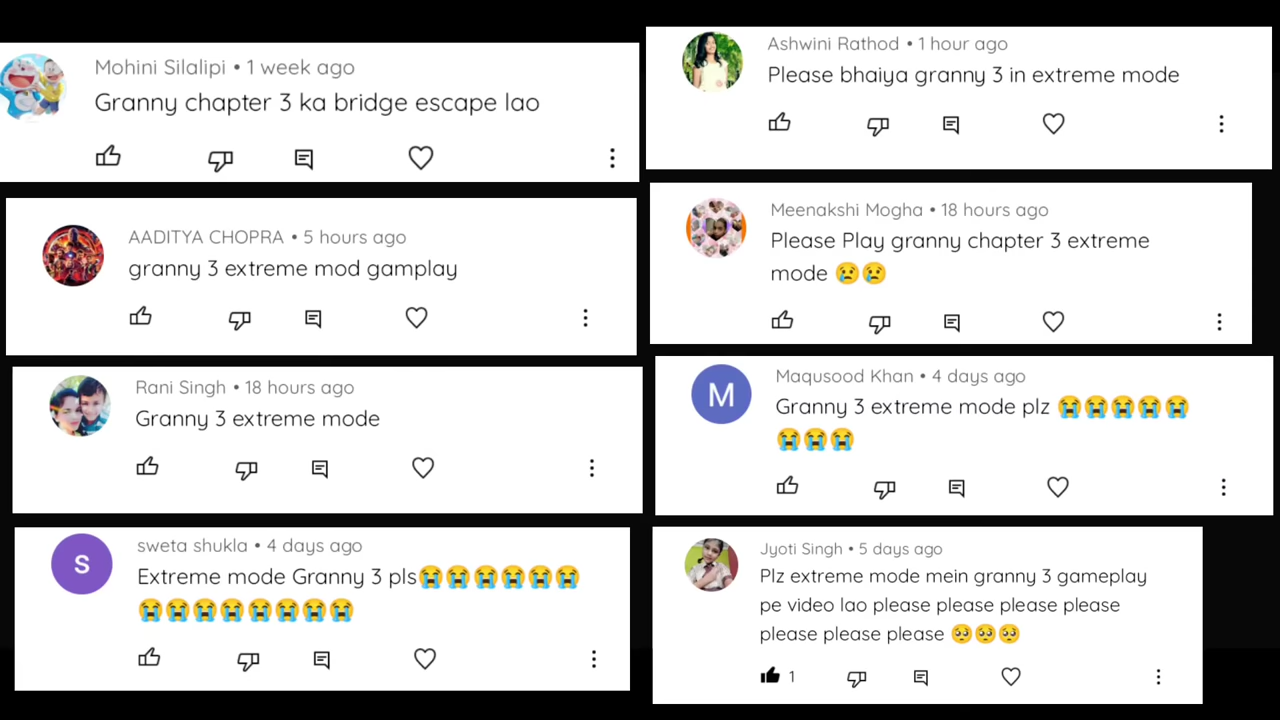 Mohini Silalipi • 1 week ago
Granny chapter 3 ka bridge escape lao
AADITYA CHOPRA • 5 hours ago
granny 3 extreme mod gamplay
Rani Singh • 18 hours ago
Granny 3 extreme mode
S
sweta shukla • 4 days ago
Extreme mode Granny 3 pls😭😭😭😭😭😭
😭😭😭😭😭😭😭😭
Ashwini Rathod • 1 hour ago
Please bhaiya granny 3 in extreme mode
Meenakshi Mogha • 18 hours ago
Please Play granny chapter 3 extreme
mode 😢😢
M
Maqusood Khan • 4 days ago
Granny 3 extreme mode plz 😭😭😭😭😭
😭😭😭
Jyoti Singh • 5 days ago
Plz extreme mode mein granny 3 gameplay
pe video lao please please please please
please please please 🥺🥺🥺
1